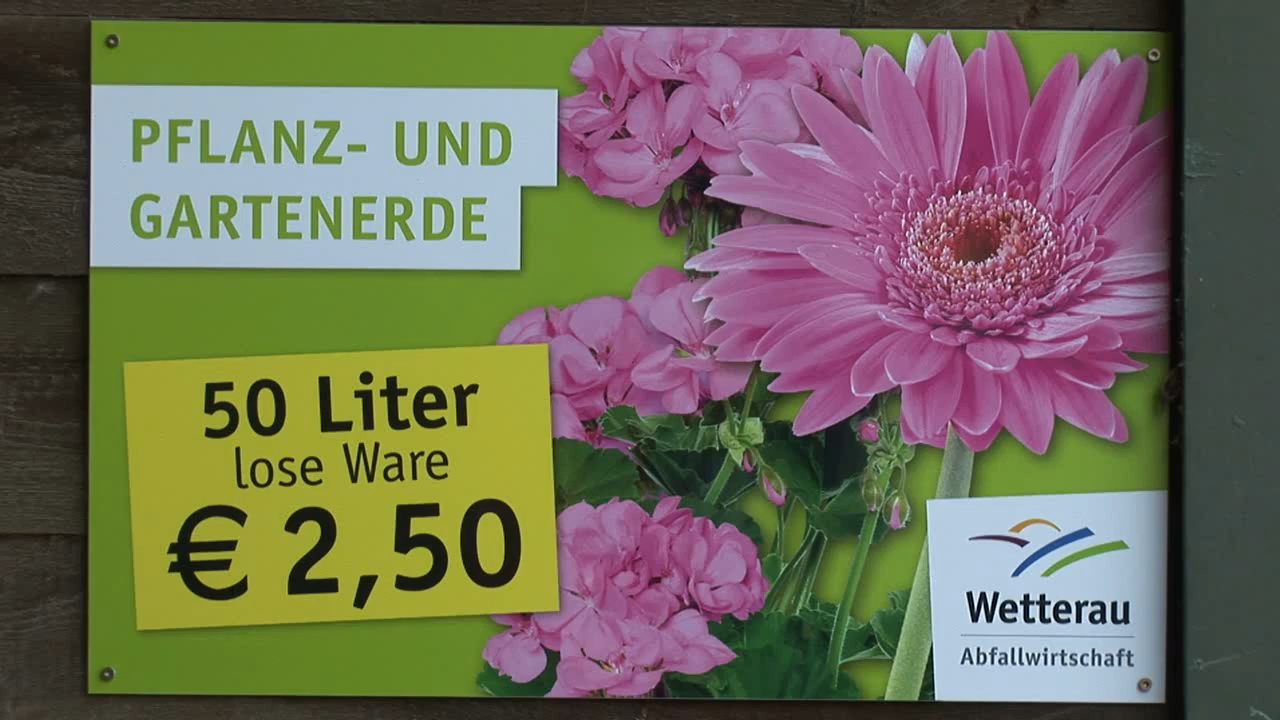 PFLANZ- UND
GARTENERDE
50 Liter
lose Ware
€ 2,50
Wetterau
Abfallwirtschaft